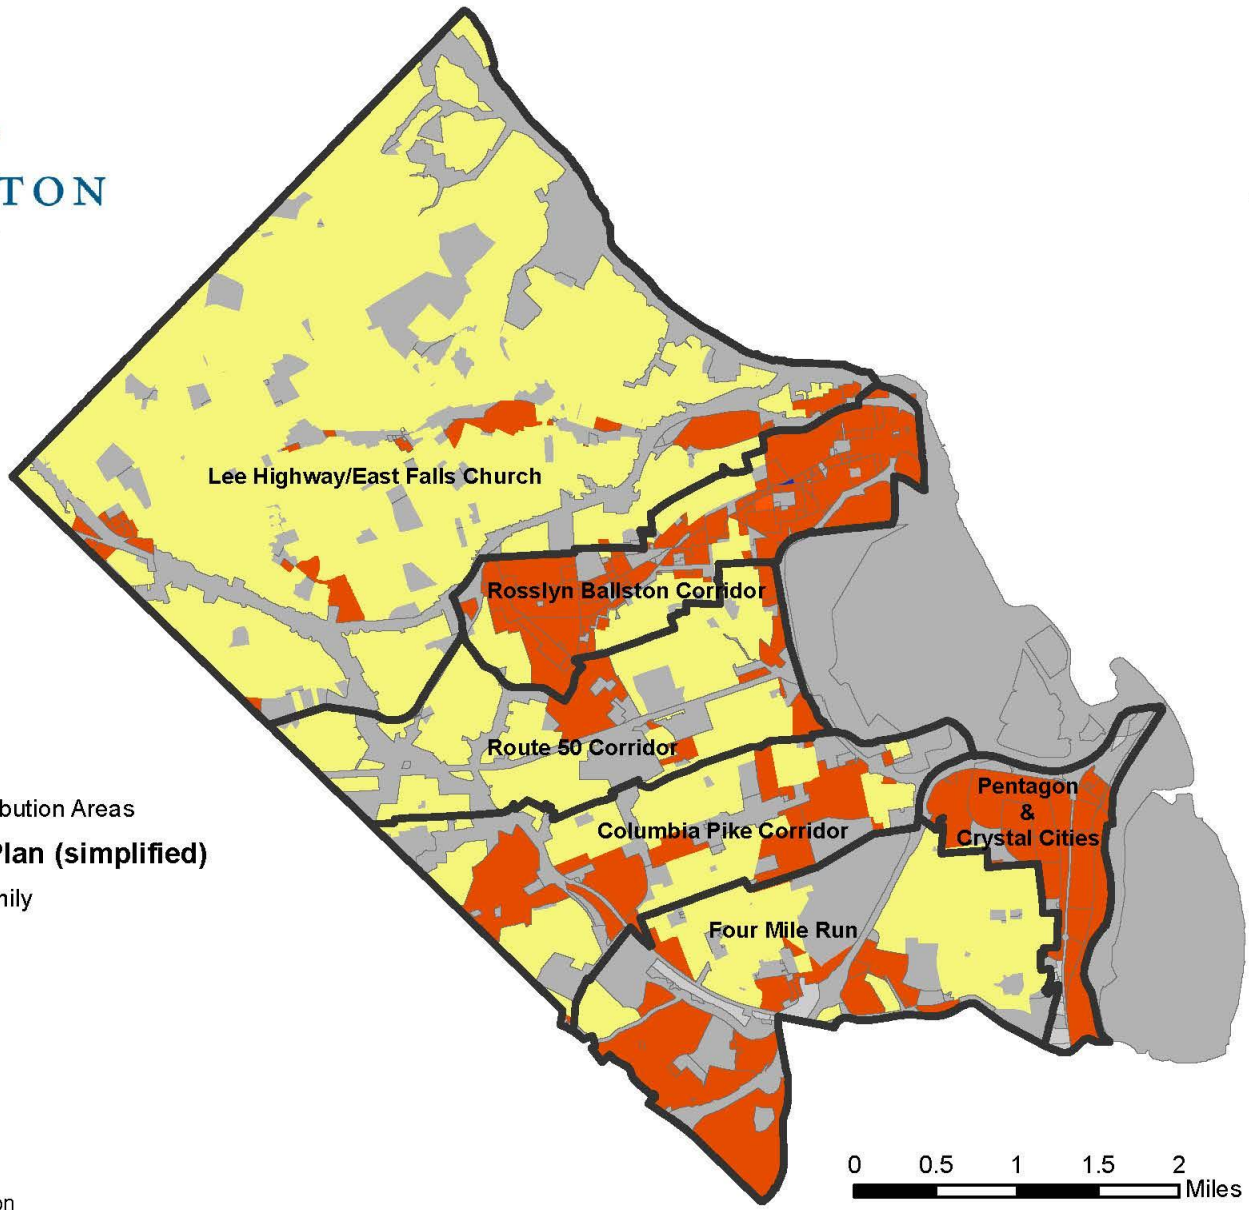 TON
Lee Highway/East Falls Church
Rosslyn Ballston Corridor
Route 50 Corridor
Pentagon
&
Crystal Cities
bution Areas
Columbia Pike Corridor
Plan (simplified)
nily
Four Mile Run
0 0.5 1 1.5 2
Miles
on